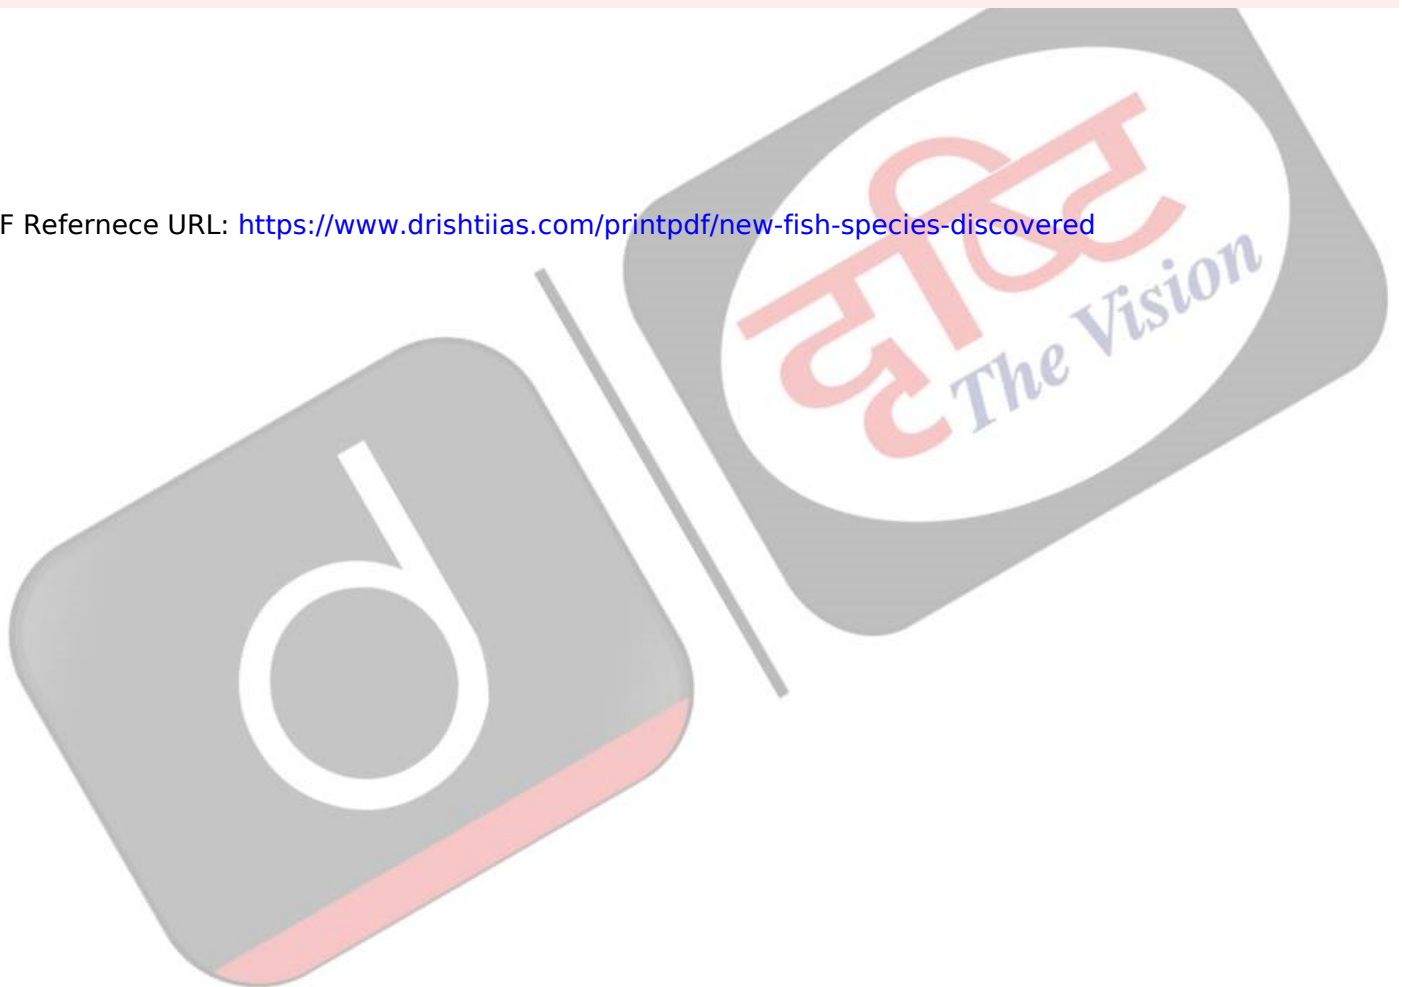 F Refernece URL: https://www.drishtiias.com/printpdf/new-fish-species-discovered
दृष्टि
The Vision
d